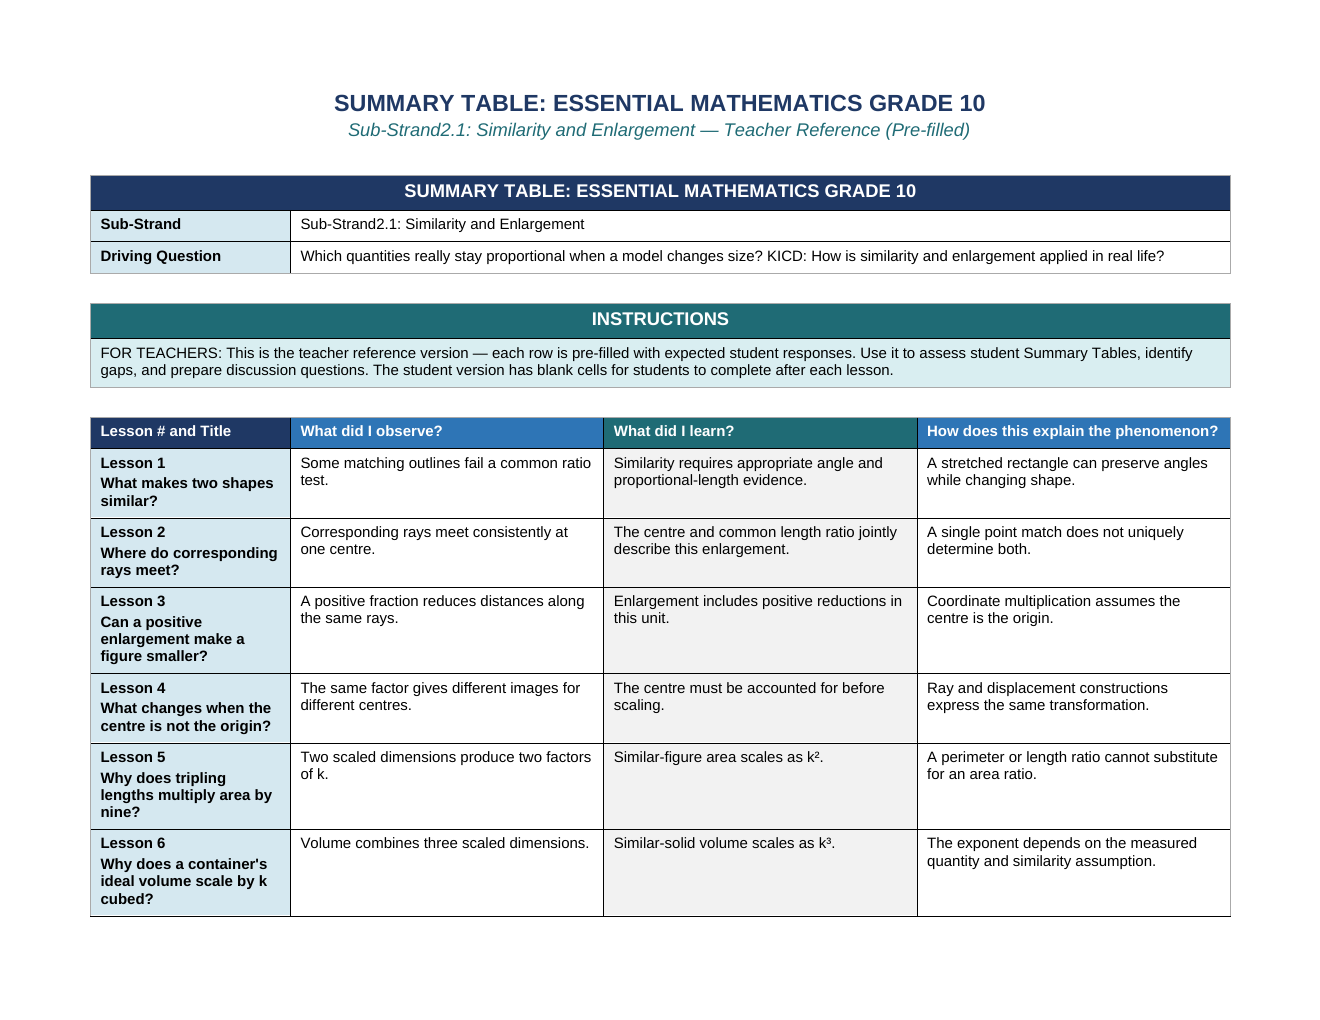 SUMMARY TABLE: ESSENTIAL MATHEMATICS GRADE 10
Sub-Strand2.1: Similarity and Enlargement — Teacher Reference (Pre-filled)
SUMMARY TABLE: ESSENTIAL MATHEMATICS GRADE 10
Sub-Strand
Sub-Strand2.1: Similarity and Enlargement
Driving Question
Which quantities really stay proportional when a model changes size? KICD: How is similarity and enlargement applied in real life?
INSTRUCTIONS
FOR TEACHERS: This is the teacher reference version — each row is pre-filled with expected student responses. Use it to assess student Summary Tables, identify
gaps, and prepare discussion questions. The student version has blank cells for students to complete after each lesson.
Lesson # and Title
What did I observe?
What did I learn?
How does this explain the phenomenon?
Lesson 1
What makes two shapes
similar?
Some matching outlines fail a common ratio
test.
Similarity requires appropriate angle and
proportional-length evidence.
A stretched rectangle can preserve angles
while changing shape.
Lesson 2
Where do corresponding
rays meet?
Corresponding rays meet consistently at
one centre.
The centre and common length ratio jointly
describe this enlargement.
A single point match does not uniquely
determine both.
Lesson 3
Can a positive
enlargement make a
figure smaller?
A positive fraction reduces distances along
the same rays.
Enlargement includes positive reductions in
this unit.
Coordinate multiplication assumes the
centre is the origin.
Lesson 4
What changes when the
centre is not the origin?
The same factor gives different images for
different centres.
The centre must be accounted for before
scaling.
Ray and displacement constructions
express the same transformation.
Lesson 5
Why does tripling
lengths multiply area by
nine?
Two scaled dimensions produce two factors
of k.
Similar-figure area scales as k².
A perimeter or length ratio cannot substitute
for an area ratio.
Lesson 6
Why does a container's
ideal volume scale by k
cubed?
Volume combines three scaled dimensions.
Similar-solid volume scales as k³.
The exponent depends on the measured
quantity and similarity assumption.